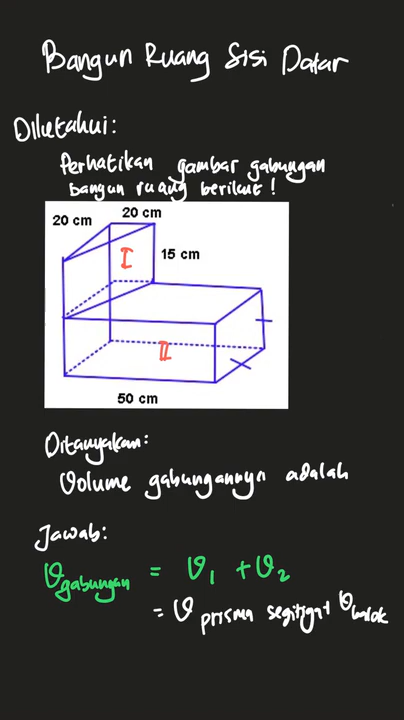 Bangun Ruang Sisi Datar
Diketahui:
Perhatikan gambar gabungan
bangun ruang berikut!
20 cm
20 cm
I
15 cm
II
50 cm
Ditanyakan:
Volume gabungannya adalah
Jawab:
V gabungan = V1 + V2
= V prisma segitiga + V balok